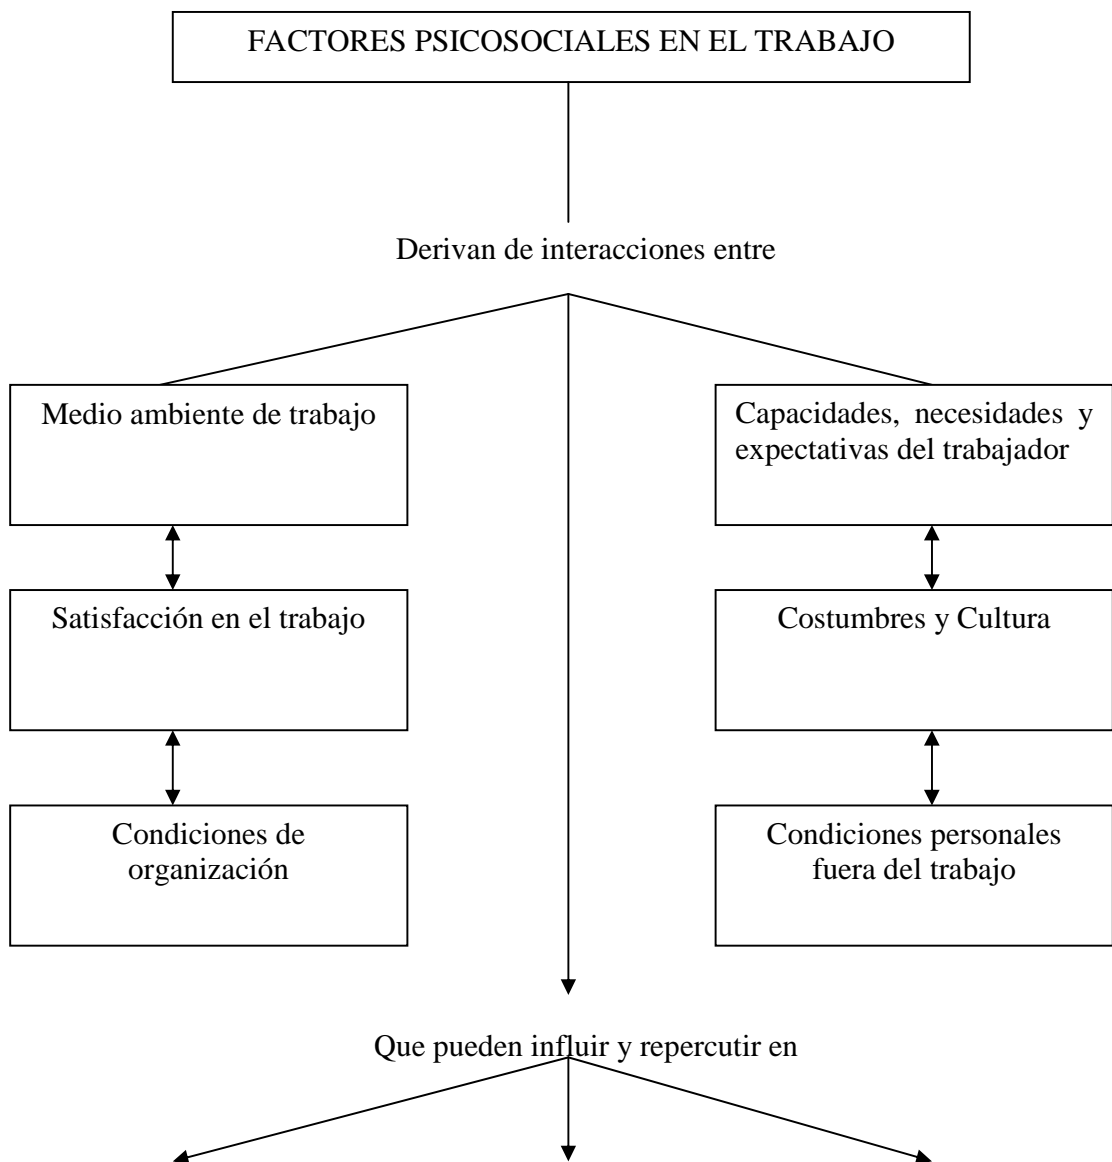 FACTORES PSICOSOCIALES EN EL TRABAJO
Derivan de interacciones entre
Medio ambiente de trabajo
Capacidades, necesidades y
expectativas del trabajador
Satisfacción en el trabajo
Costumbres y Cultura
Condiciones de
organización
Condiciones personales
fuera del trabajo
Que pueden influir y repercutir en